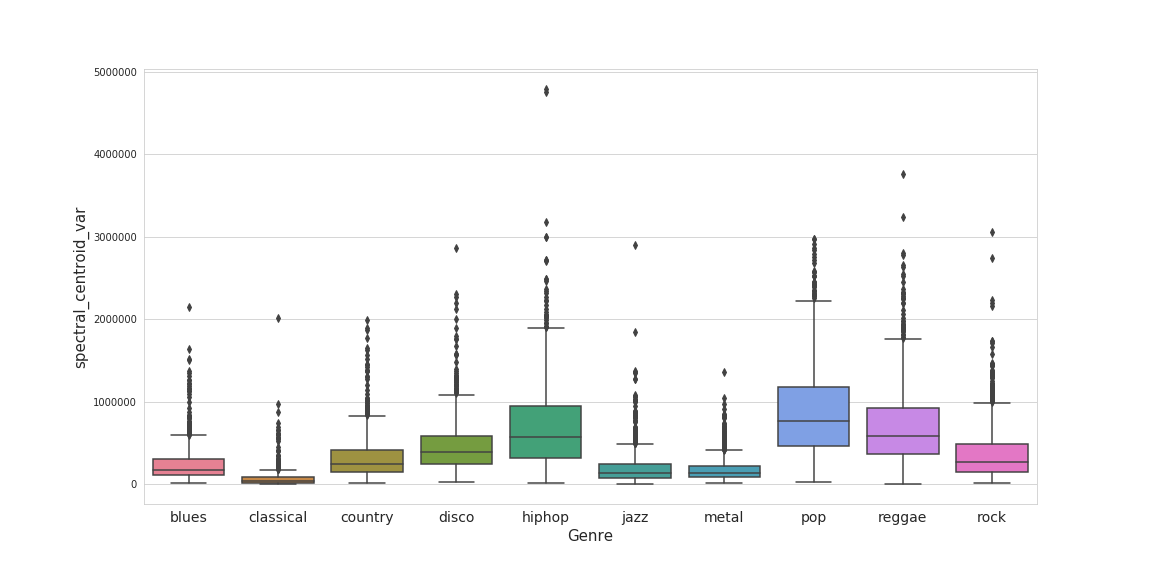 5000000
4000000
3000000
2000000
1000000
0
spectral_centroid_var
blues classical country disco hiphop jazz metal pop reggae rock
Genre